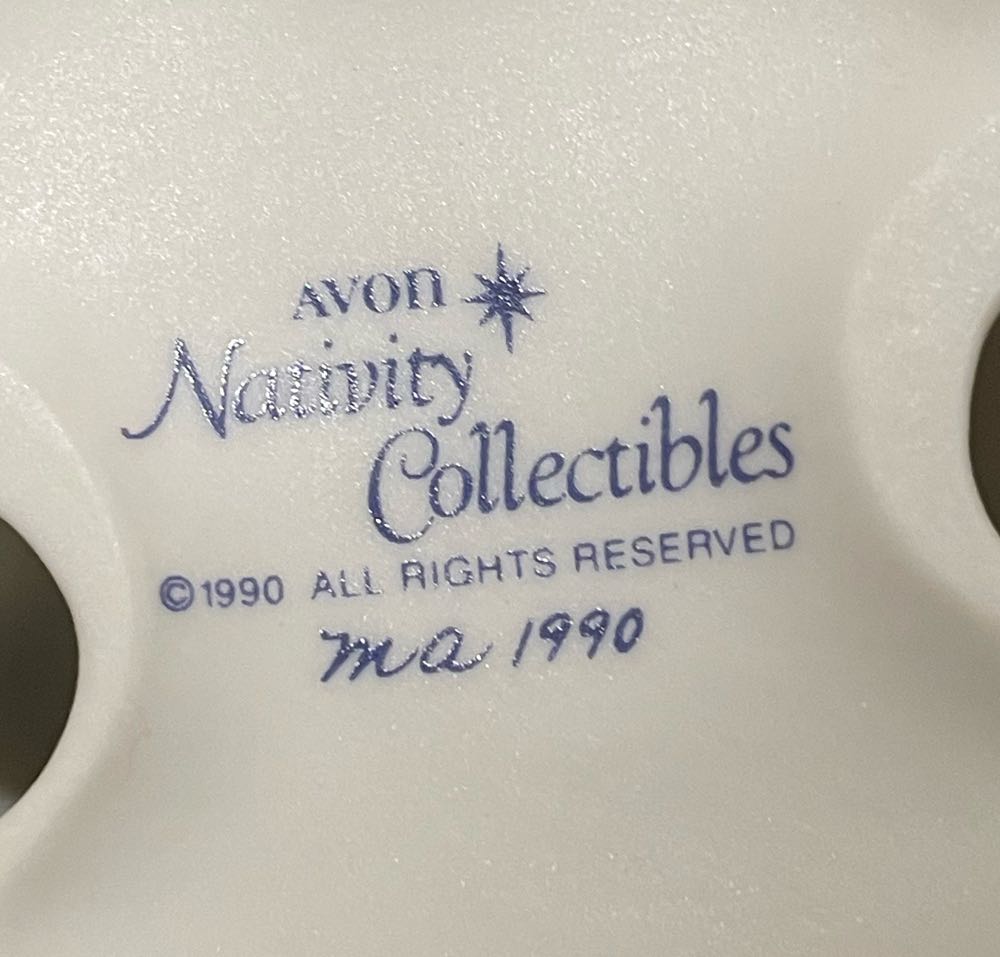 AVON
Nativity
Collectibles
©1990 ALL RIGHTS RESERVED
ma 1990